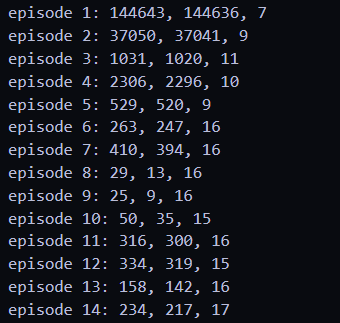 episode 1: 144643, 144636, 7
episode 2: 37050, 37041, 9
episode 3: 1031, 1020, 11
episode 4: 2306, 2296, 10
episode 5: 529, 520, 9
episode 6: 263, 247, 16
episode 7: 410, 394, 16
episode 8: 29, 13, 16
episode 9: 25, 9, 16
episode 10: 50, 35, 15
episode 11: 316, 300, 16
episode 12: 334, 319, 15
episode 13: 158, 142, 16
episode 14: 234, 217, 17